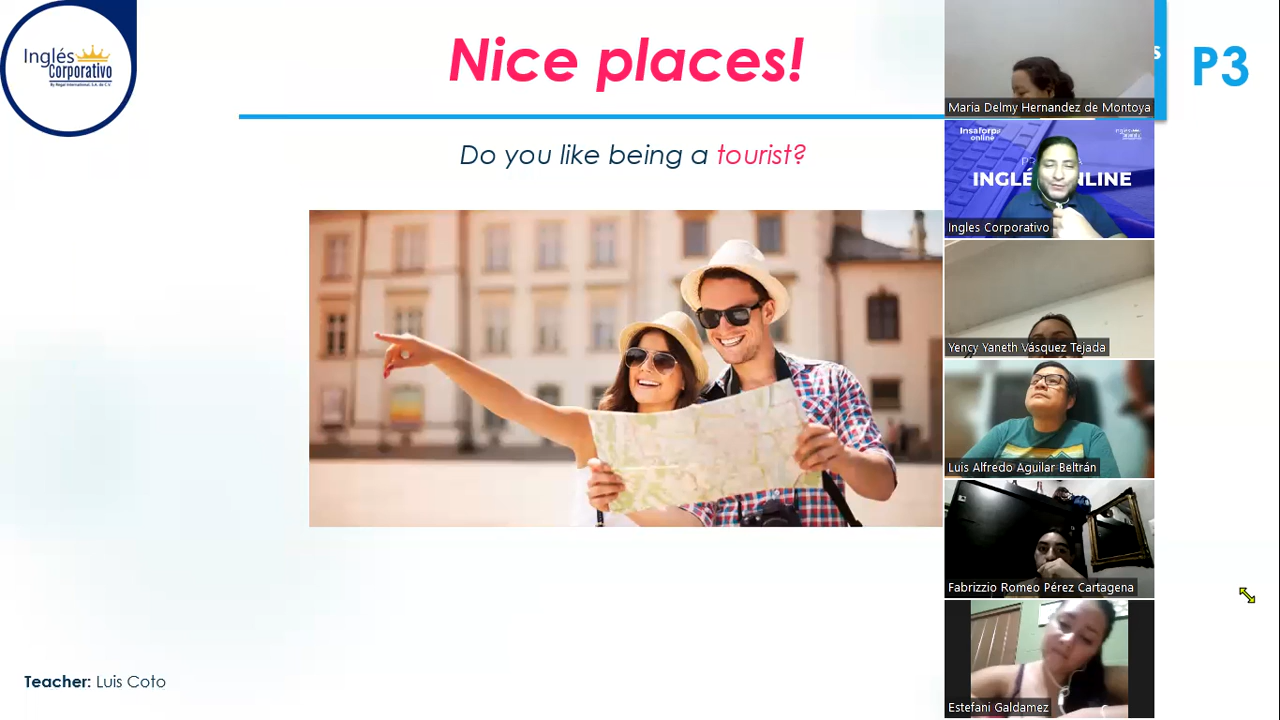 Inglés
Corporativo
By Regal International, S.A. de C.V.
Nice places!
S
P3
Do you like being a tourist?
Maria Delmy Hernandez de Montoya
Insaforp
online
INGLÉ NLINE
Ingles Corporativo
Yency Yaneth Vásquez Tejada
Luis Alfredo Aguilar Beltrán
Fabrizzio Romeo Pérez Cartagena
Estefani Galdamez
Teacher: Luis Coto